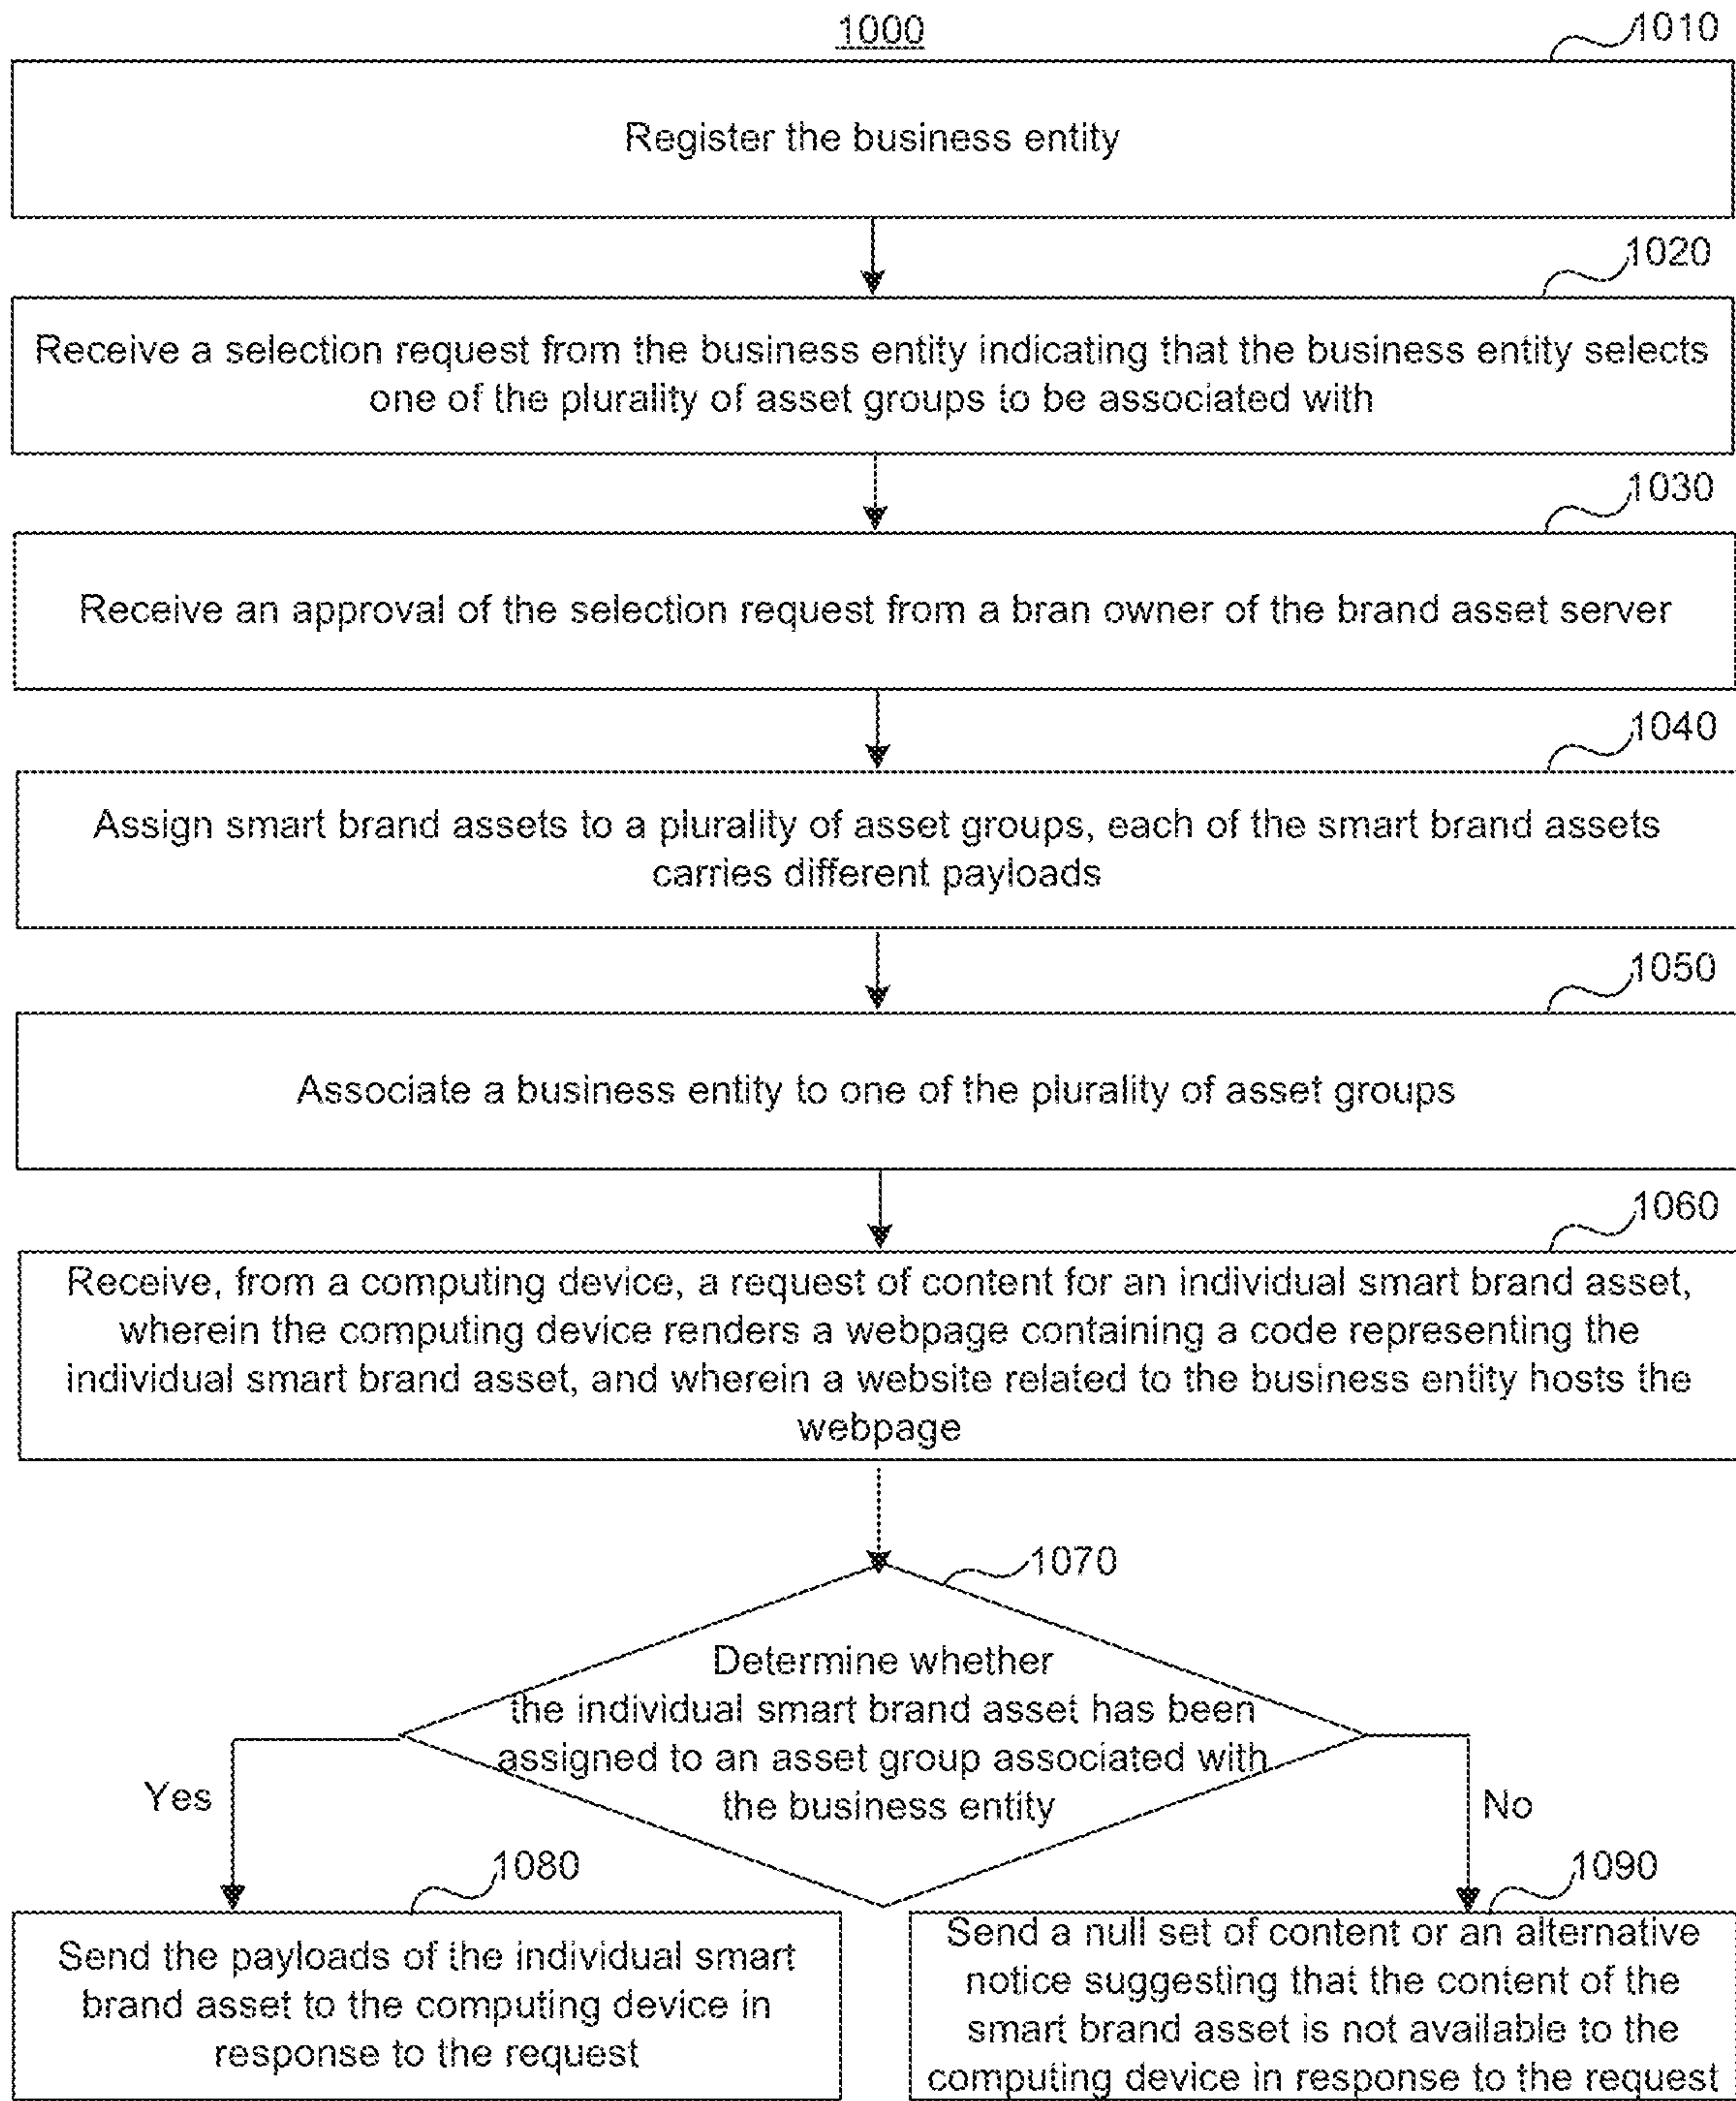 1000
1010
Register the business entity
1020
Receive a selection request from the business entity indicating that the business entity selects
one of the plurality of asset groups to be associated with
1030
Receive an approval of the selection request from a bran owner of the brand asset server
1040
Assign smart brand assets to a plurality of asset groups, each of the smart brand assets
carries different payloads
1050
Associate a business entity to one of the plurality of asset groups
1060
Receive, from a computing device, a request of content for an individual smart brand asset,
wherein the computing device renders a webpage containing a code representing the
individual smart brand asset, and wherein a website related to the business entity hosts the
webpage
1070
Determine whether
the individual smart brand asset has been
assigned to an asset group associated with
the business entity
Yes
No
1080
Send the payloads of the individual smart
brand asset to the computing device in
response to the request
1090
Send a null set of content or an alternative
notice suggesting that the content of the
smart brand asset is not available to the
computing device in response to the request